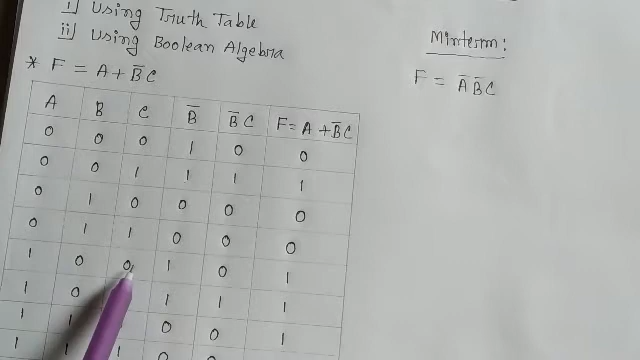 i) Using Truth Table
ii) Using Boolean Algebra
Minterm:
* F = A + B̅C
F = A̅B̅C
A B C B̅ B̅C F = A + B̅C
0 0 0 1 0 0
0 0 1 1 1 1
0 1 0 0 0 0
0 1 1 0 0 0
1 0 0 1 0 1
1 0 1 1 1
1 1 0 0 1
1 1 1